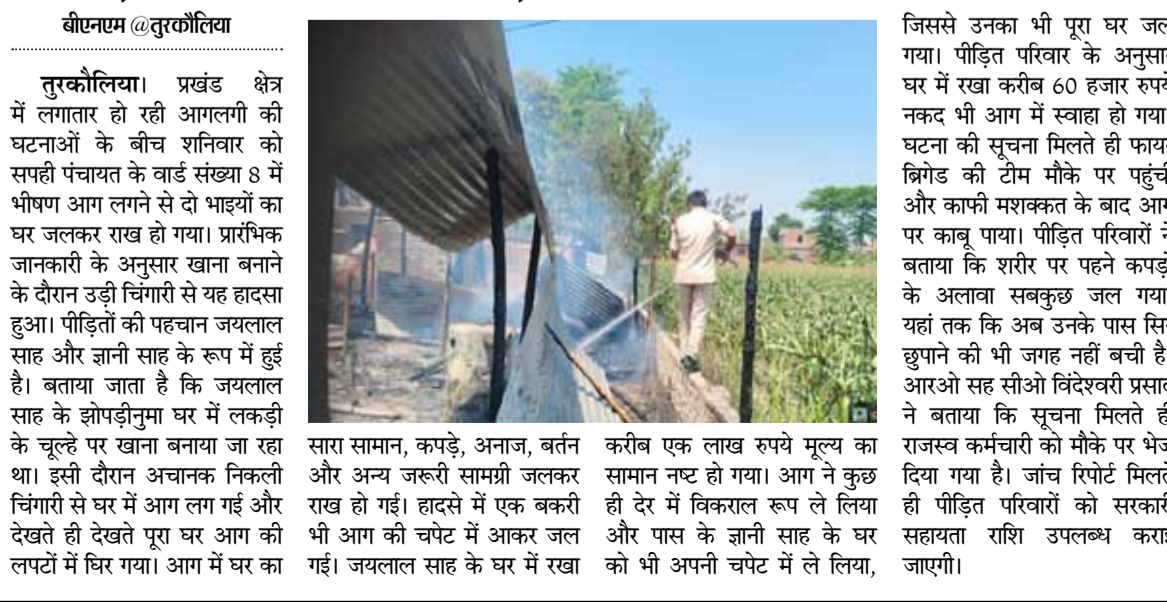 बीएनएम @तुरकौलिया
तुरकौलिया। प्रखंड क्षेत्र
में लगातार हो रही आगलगी की
घटनाओं के बीच शनिवार को
सपही पंचायत के वार्ड संख्या 8 में
भीषण आग लगने से दो भाइयों का
घर जलकर राख हो गया। प्रारंभिक
जानकारी के अनुसार खाना बनाने
के दौरान उड़ी चिंगारी से यह हादसा
हुआ। पीड़ितों की पहचान जयलाल
साह और ज्ञानी साह के रूप में हुई
है। बताया जाता है कि जयलाल
साह के झोपड़ीनुमा घर में लकड़ी
के चूल्हे पर खाना बनाया जा रहा
था। इसी दौरान अचानक निकली
चिंगारी से घर में आग लग गई और
देखते ही देखते पूरा घर आग की
लपटों में घिर गया। आग में घर का
सारा सामान, कपड़े, अनाज, बर्तन
और अन्य जरूरी सामग्री जलकर
राख हो गई। हादसे में एक बकरी
भी आग की चपेट में आकर जल
गई। जयलाल साह के घर में रखा
करीब एक लाख रुपये मूल्य का
सामान नष्ट हो गया। आग ने कुछ
ही देर में विकराल रूप ले लिया
और पास के ज्ञानी साह के घर
को भी अपनी चपेट में ले लिया,
जिससे उनका भी पूरा घर जल
गया। पीड़ित परिवार के अनुसार
घर में रखा करीब 60 हजार रुपये
नकद भी आग में स्वाहा हो गया
घटना की सूचना मिलते ही फायर
ब्रिगेड की टीम मौके पर पहुंची
और काफी मशक्कत के बाद आग
पर काबू पाया। पीड़ित परिवारों ने
बताया कि शरीर पर पहने कपड़ों
के अलावा सबकुछ जल गया
यहां तक कि अब उनके पास सिर
छुपाने की भी जगह नहीं बची है
आरओ सह सीओ विंदेश्वरी प्रसाद
ने बताया कि सूचना मिलते ही
राजस्व कर्मचारी को मौके पर भेज
दिया गया है। जांच रिपोर्ट मिलते
ही पीड़ित परिवारों को सरकारी
सहायता राशि उपलब्ध कराई
जाएगी।